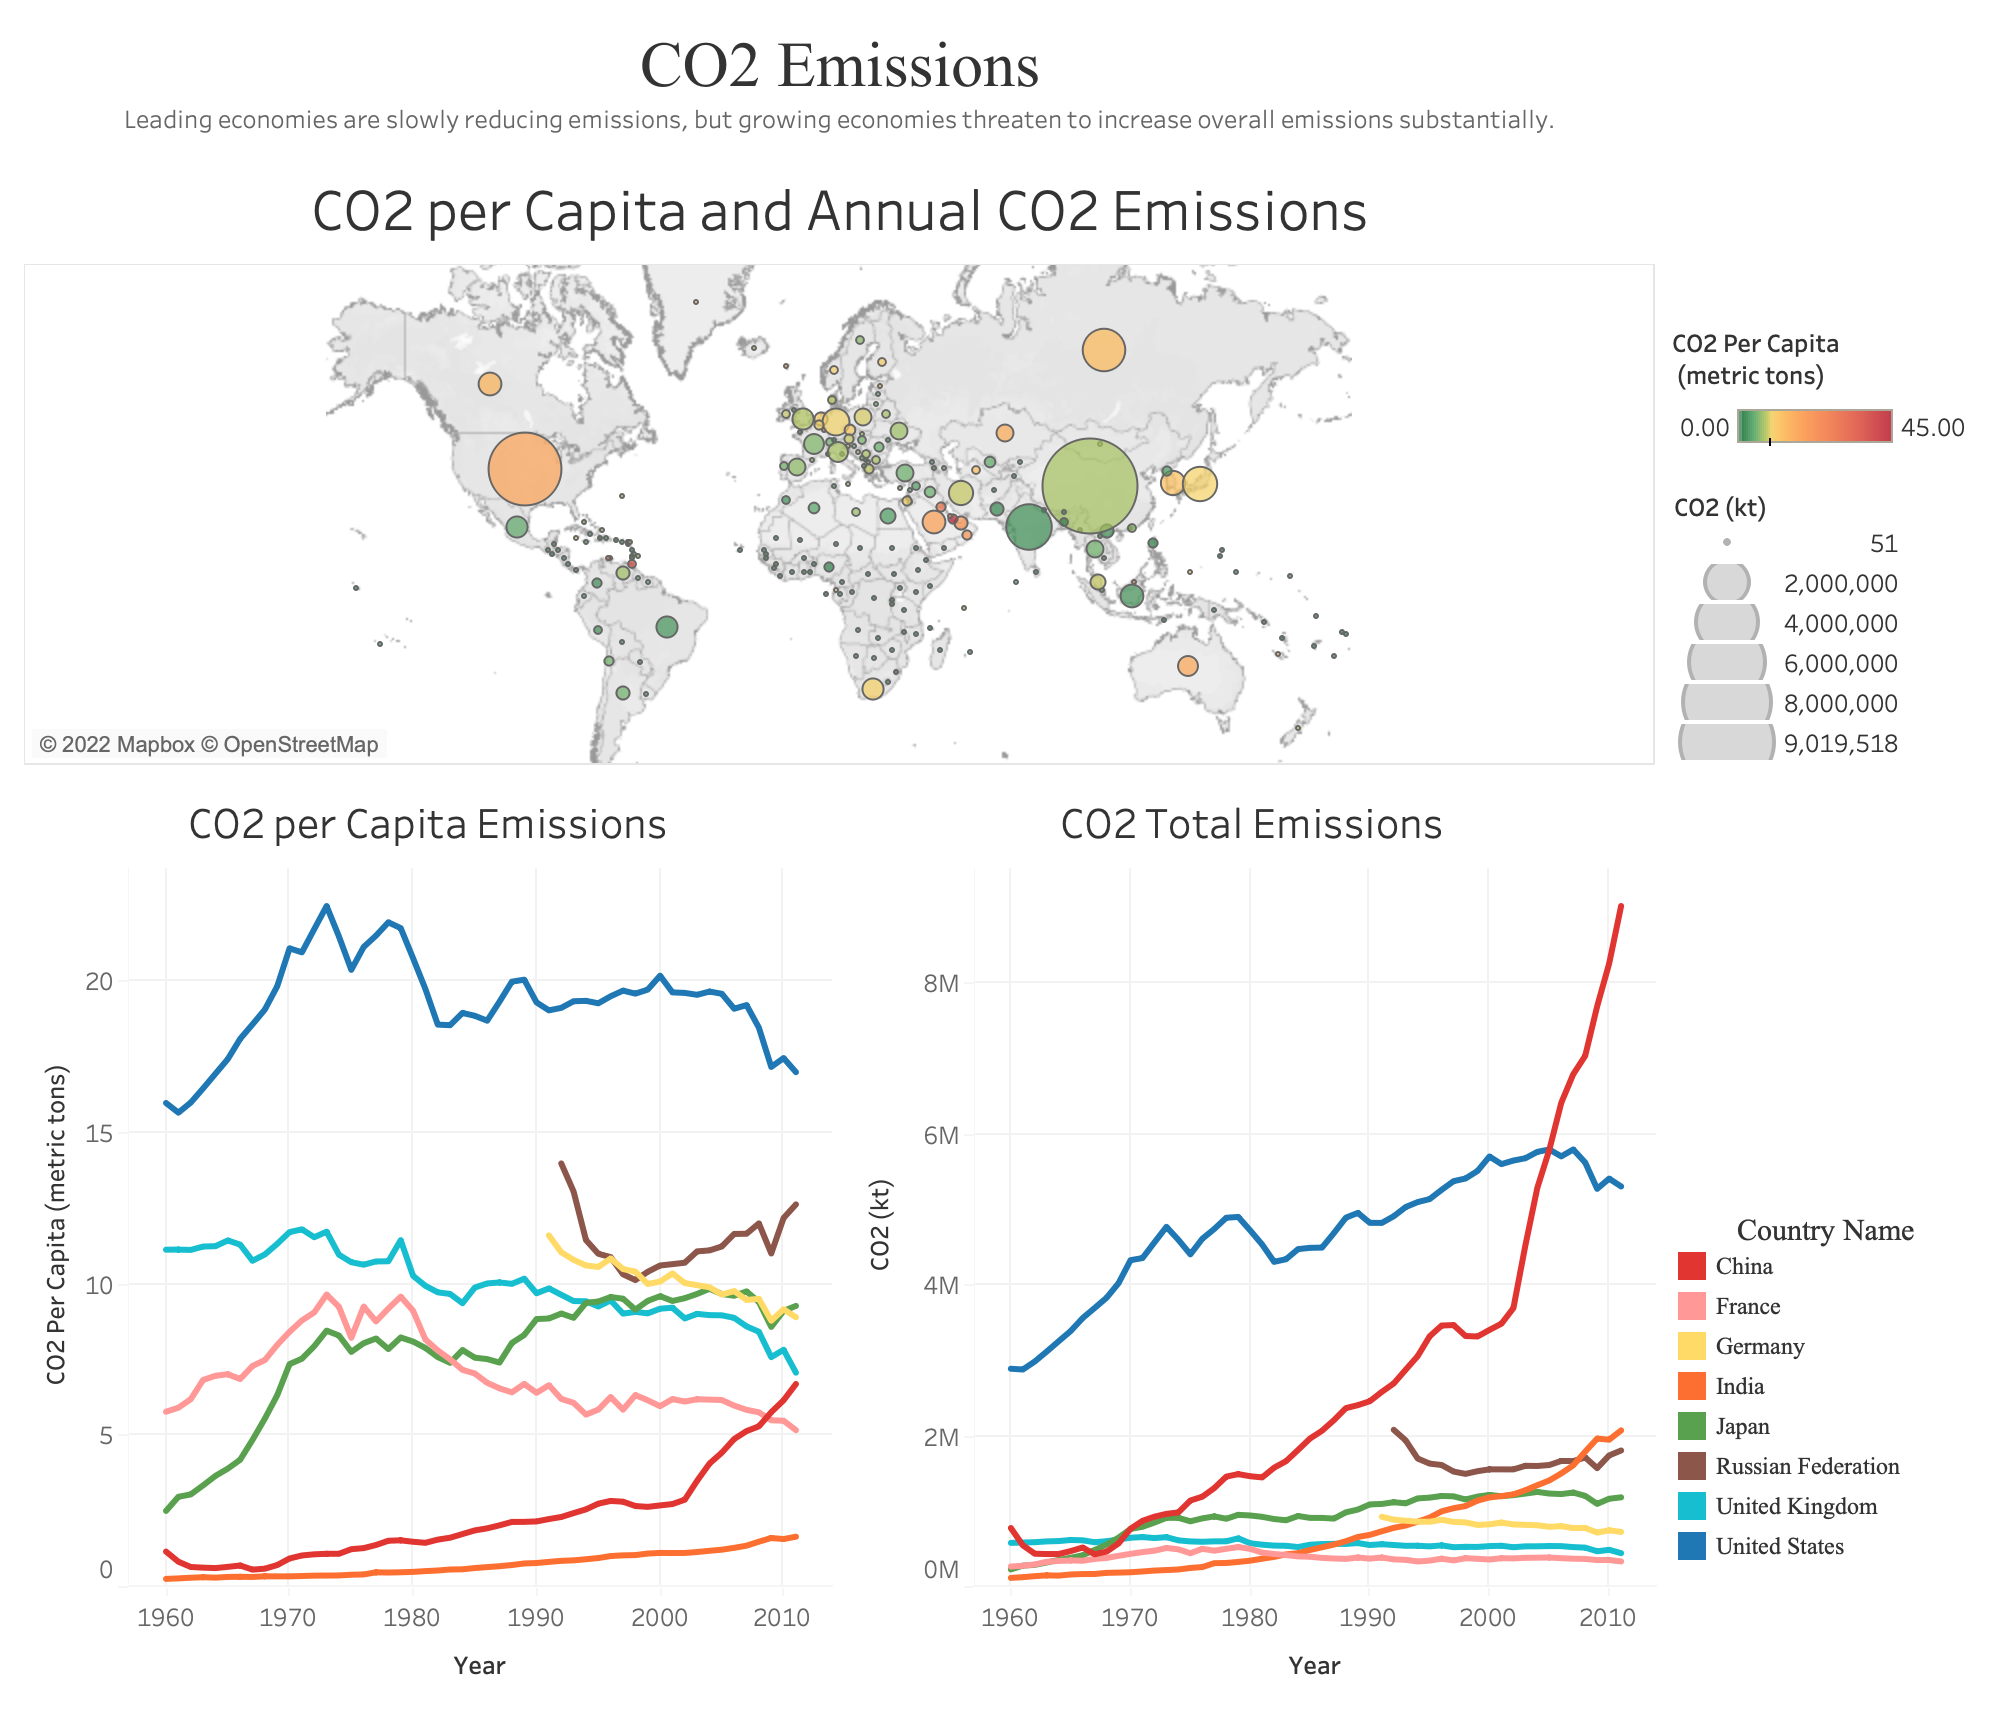 CO2 Emissions
Leading economies are slowly reducing emissions, but growing economies threaten to increase overall emissions substantially.
CO2 per Capita and Annual CO2 Emissions
© 2022 Mapbox © OpenStreetMap
CO2 Per Capita
(metric tons)
0.00 45.00
CO2 (kt)
51
2,000,000
4,000,000
6,000,000
8,000,000
9,019,518
CO2 per Capita Emissions
CO2 Per Capita (metric tons)
20
15
10
5
0
1960 1970 1980 1990 2000 2010
Year
CO2 Total Emissions
CO2 (kt)
8M
6M
4M
2M
0M
1960 1970 1980 1990 2000 2010
Year
Country Name
China
France
Germany
India
Japan
Russian Federation
United Kingdom
United States